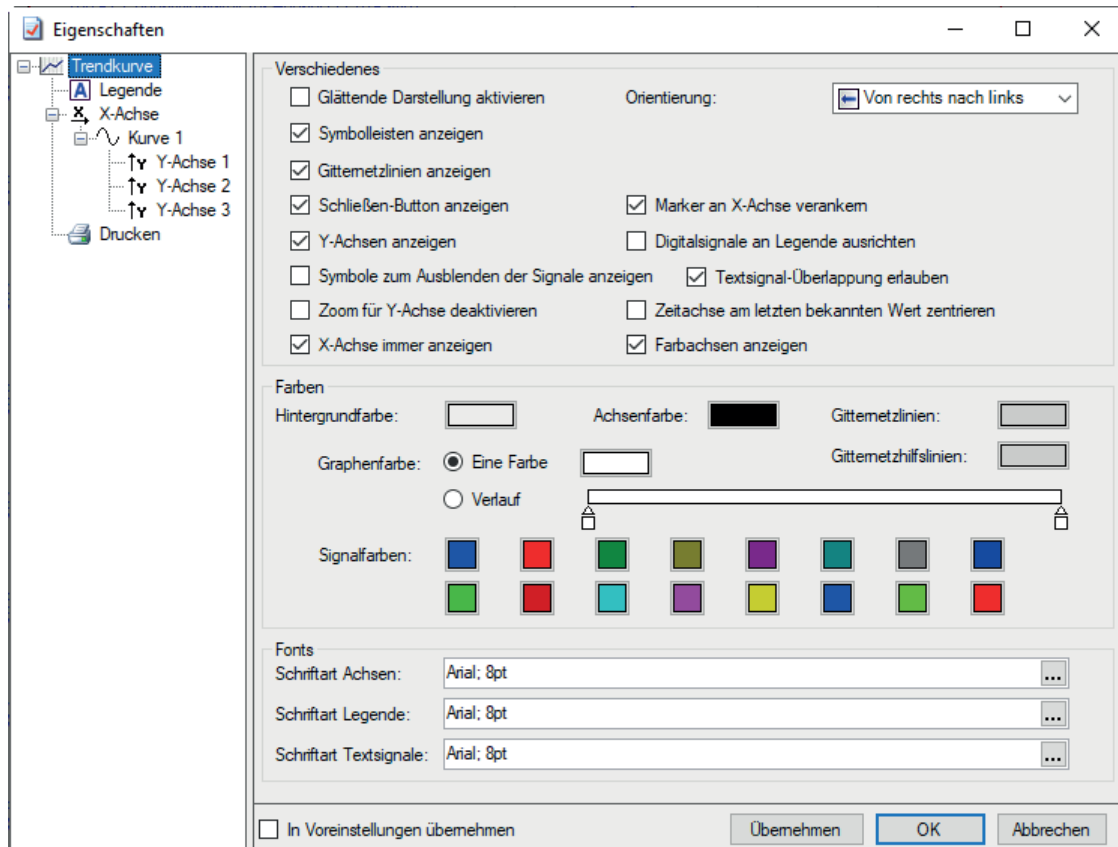 Eigenschaften
Trendkurve
Legende
X-Achse
Kurve 1
Y-Achse 1
Y-Achse 2
Y-Achse 3
Drucken
Verschiedenes
Glättende Darstellung aktivieren
Orientierung:
Von rechts nach links
Symbolleisten anzeigen
Gitternetzlinien anzeigen
Schließen-Button anzeigen
Marker an X-Achse verankern
Y-Achsen anzeigen
Digitalsignale an Legende ausrichten
Symbole zum Ausblenden der Signale anzeigen
Textsignal-Überlappung erlauben
Zoom für Y-Achse deaktivieren
Zeitachse am letzten bekannten Wert zentrieren
X-Achse immer anzeigen
Farbachsen anzeigen
Farben
Hintergrundfarbe:
Achsenfarbe:
Gitternetzlinien:
Graphenfarbe:
Eine Farbe
Gitternetzhilfslinien:
Verlauf
Signalfarben:
Fonts
Schriftart Achsen:
Arial; 8pt
...
Schriftart Legende:
Arial; 8pt
...
Schriftart Textsignale:
Arial; 8pt
...
In Voreinstellungen übernehmen
Übernehmen
OK
Abbrechen